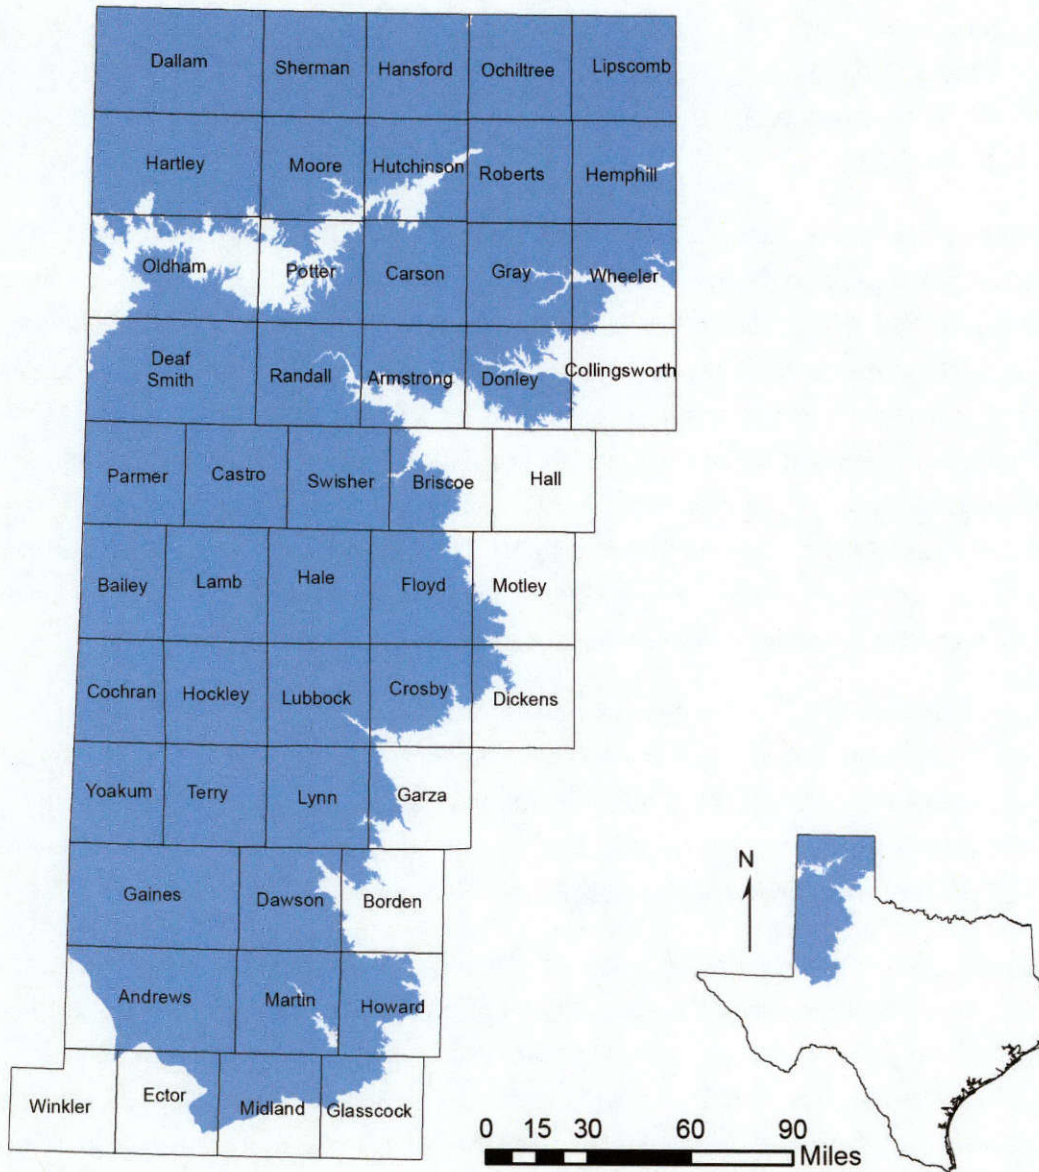 Dallam Sherman Hansford Ochiltree Lipscomb
Hartley Moore Hutchinson Roberts Hemphill
Oldham Potter Carson Gray Wheeler
Deaf
Smith Randall Armstrong Donley Collingsworth
Parmer Castro Swisher Briscoe Hall
Bailey Lamb Hale Floyd Motley
Cochran Hockley Lubbock Crosby Dickens
Yoakum Terry Lynn Garza
Gaines Dawson Borden
N
Andrews Martin Howard
Winkler Ector Midland Glasscock
0 15 30 60 90
Miles